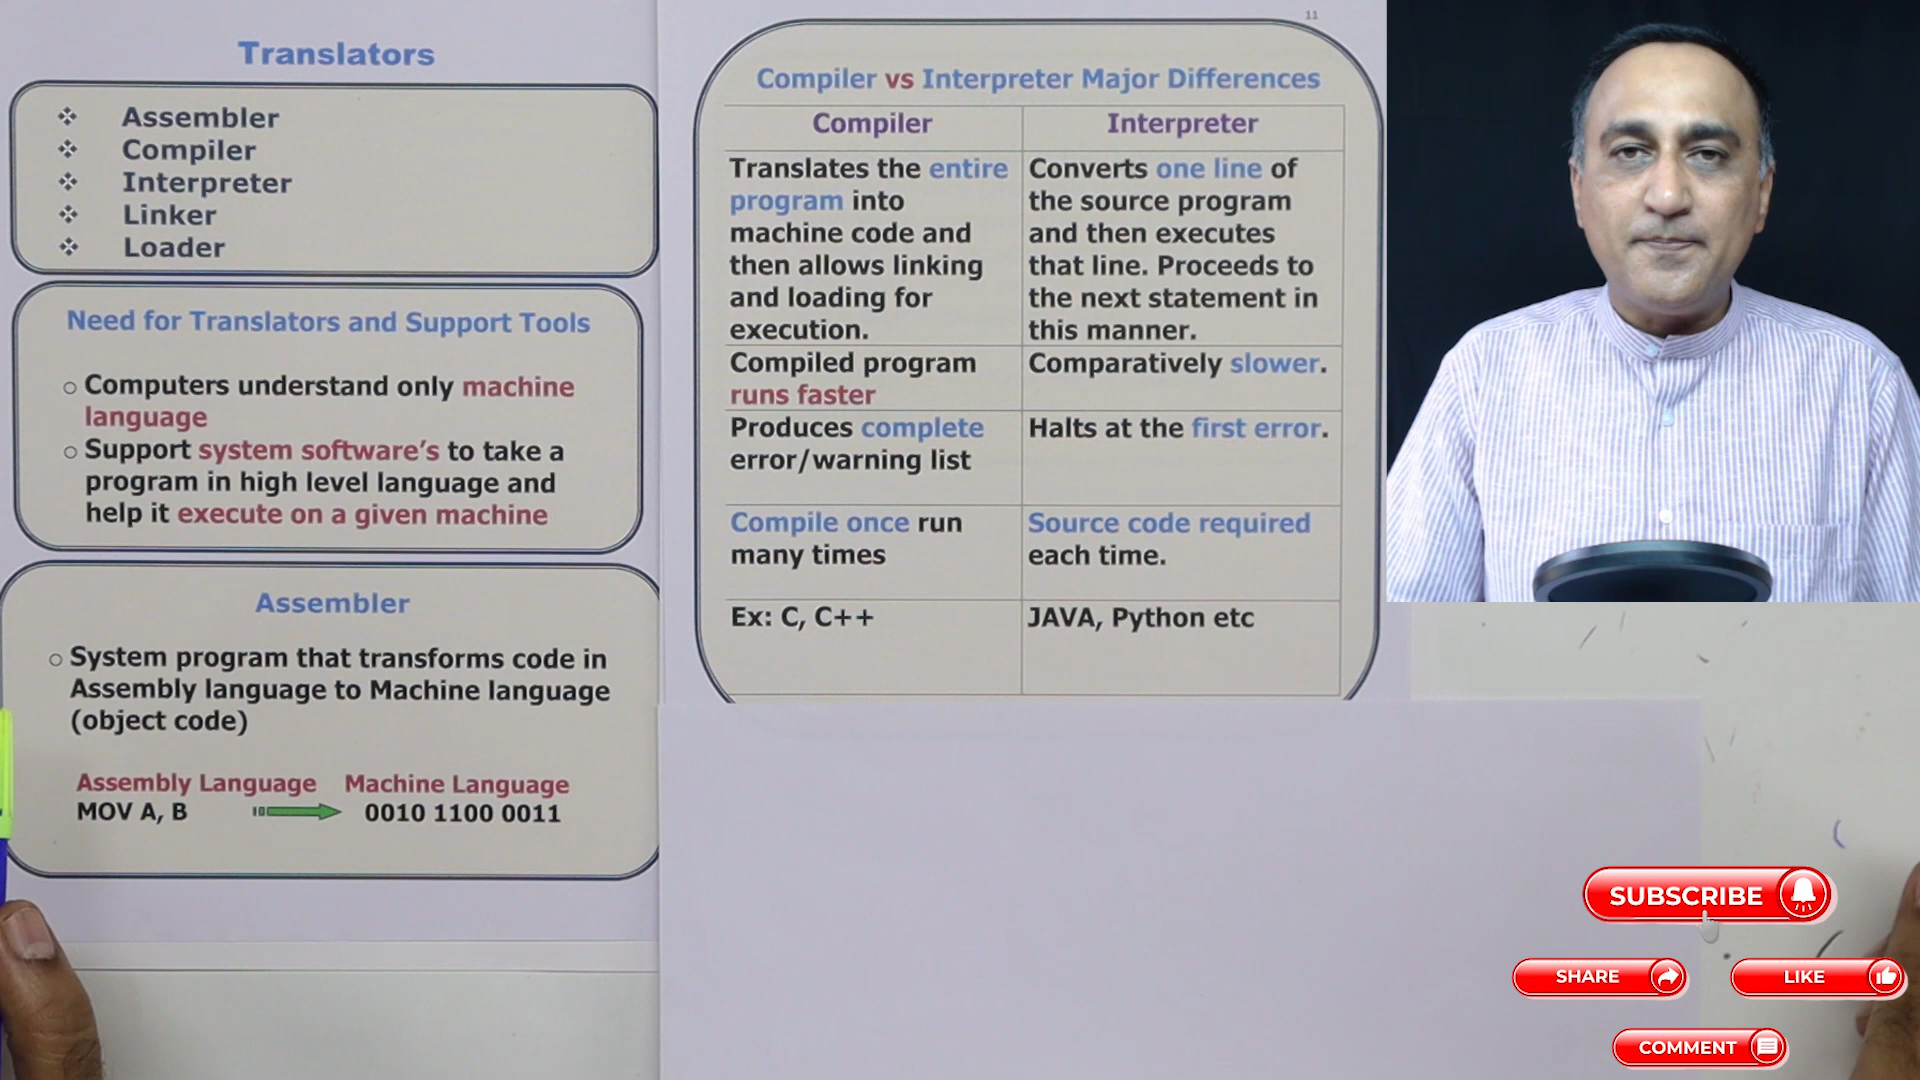 Translators
Assembler
Compiler
Interpreter
Linker
Loader
Need for Translators and Support Tools
Computers understand only machine
language
Support system software's to take a
program in high level language and
help it execute on a given machine
Assembler
System program that transforms code in
Assembly language to Machine language
(object code)
Assembly Language Machine Language
MOV A, B 0010 1100 0011
11
Compiler vs Interpreter Major Differences
Compiler
Interpreter
Translates the entire
program into
machine code and
then allows linking
and loading for
execution.
Converts one line of
the source program
and then executes
that line. Proceeds to
the next statement in
this manner.
Compiled program
runs faster
Comparatively slower.
Produces complete
error/warning list
Halts at the first error.
Compile once run
many times
Source code required
each time.
Ex: C, C++
JAVA, Python etc
SUBSCRIBE
SHARE
LIKE
COMMENT